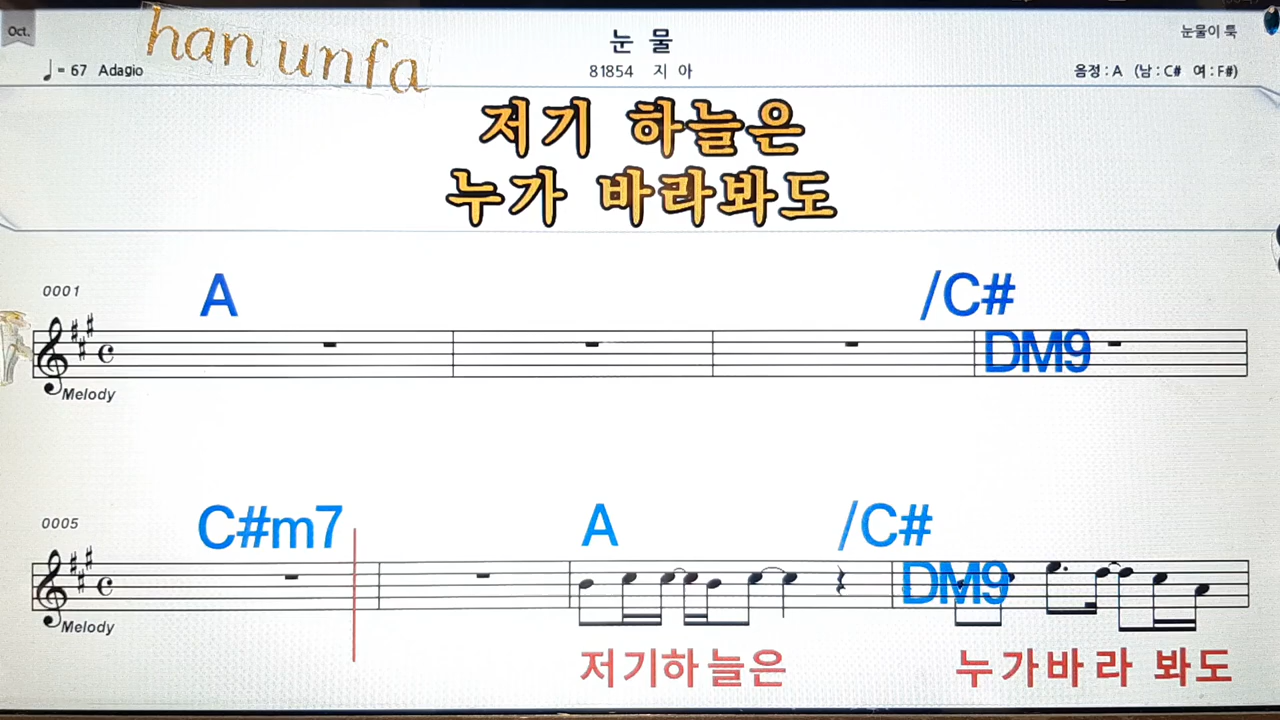 Oct.
han unfa
눈 물
눈물이 툭
♩= 67 Adagio
81854 지 아
음정 : A (남 : C# 여 : F#)
저기 하늘은
누가 바라봐도
0001
A
/C#
DM9
Melody
0005
C#m7
A
/C#
DM9
Melody
저기하늘은
누가바라 봐도